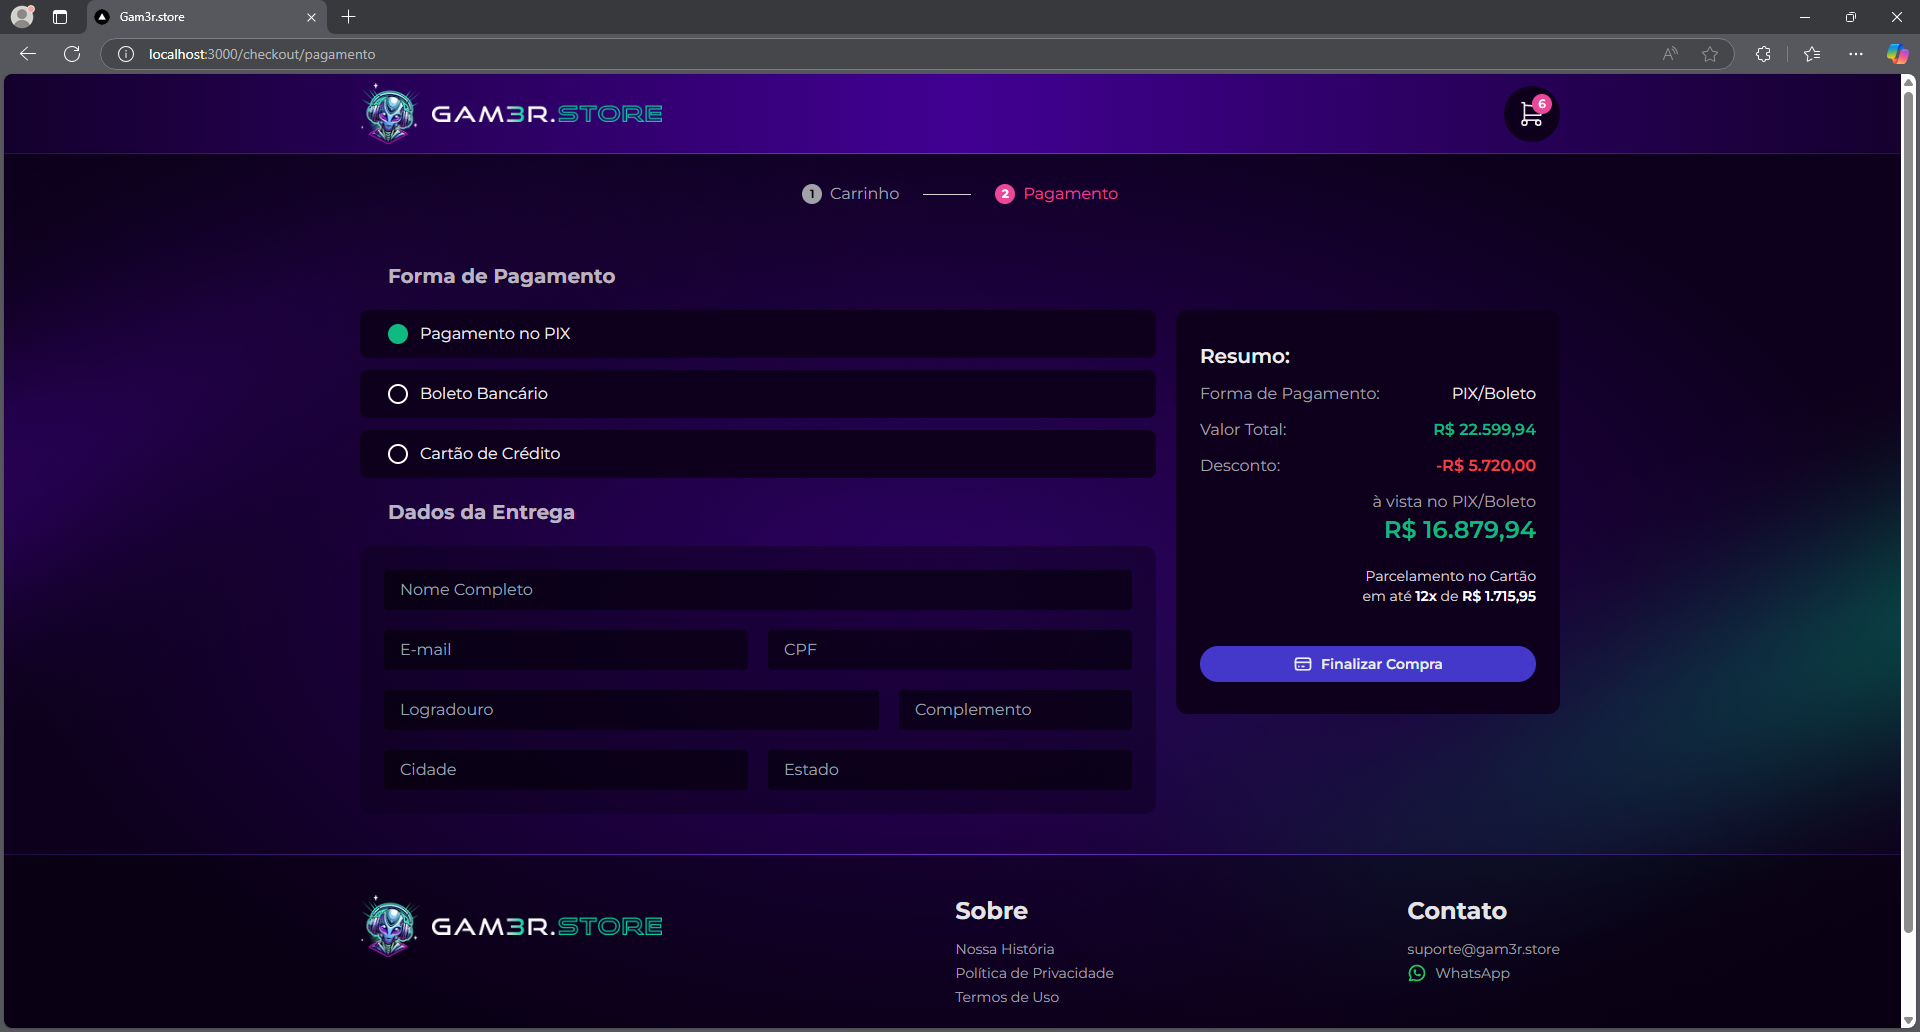 Gam3r.store
localhost:3000/checkout/pagamento
GAM3R.STORE
6
1 Carrinho
2 Pagamento
Forma de Pagamento
Pagamento no PIX
Boleto Bancário
Cartão de Crédito
Dados da Entrega
Nome Completo
E-mail
CPF
Logradouro
Complemento
Cidade
Estado
Resumo:
Forma de Pagamento: PIX/Boleto
Valor Total: R$ 22.599,94
Desconto: -R$ 5.720,00
à vista no PIX/Boleto
R$ 16.879,94
Parcelamento no Cartão
em até 12x de R$ 1.715,95
Finalizar Compra
GAM3R.STORE
Sobre
Nossa História
Política de Privacidade
Termos de Uso
Contato
suporte@gam3r.store
WhatsApp